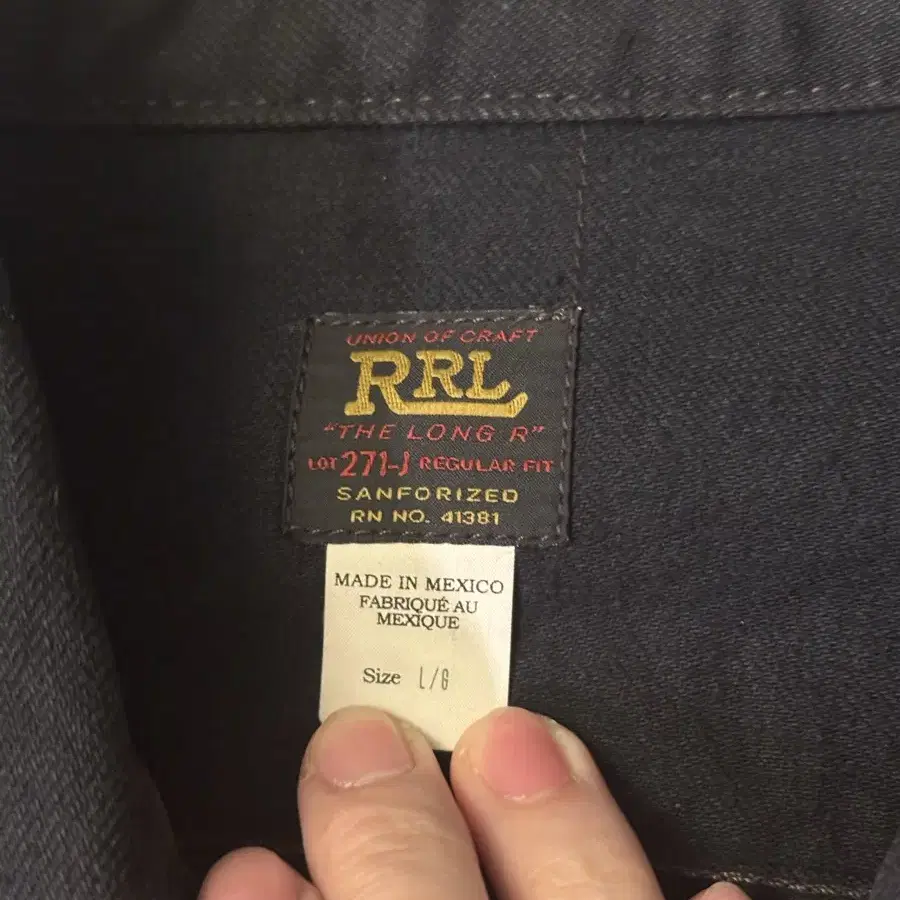 UNION OF CRAFT
RRL
"THE LONG R"
LOT 271-J REGULAR FIT
SANFORIZED
RN NO. 41381
MADE IN MEXICO
FABRIQUÉ AU
MEXIQUE
Size L/G